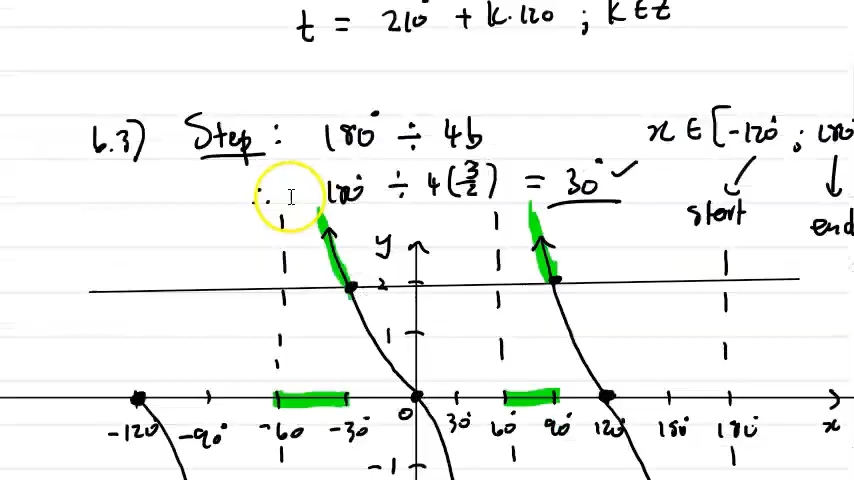 t = 210° + k.120 ; k∈Z
6.3) Step : 180° ÷ 4b x ∈ [-120° ; 180°
∴ 180° ÷ 4(3/2) = 30° ✓ start end
y
2
1
-120° -90° -60 -30° 0 30° 60° 90° 120° 150° 180° x
-1